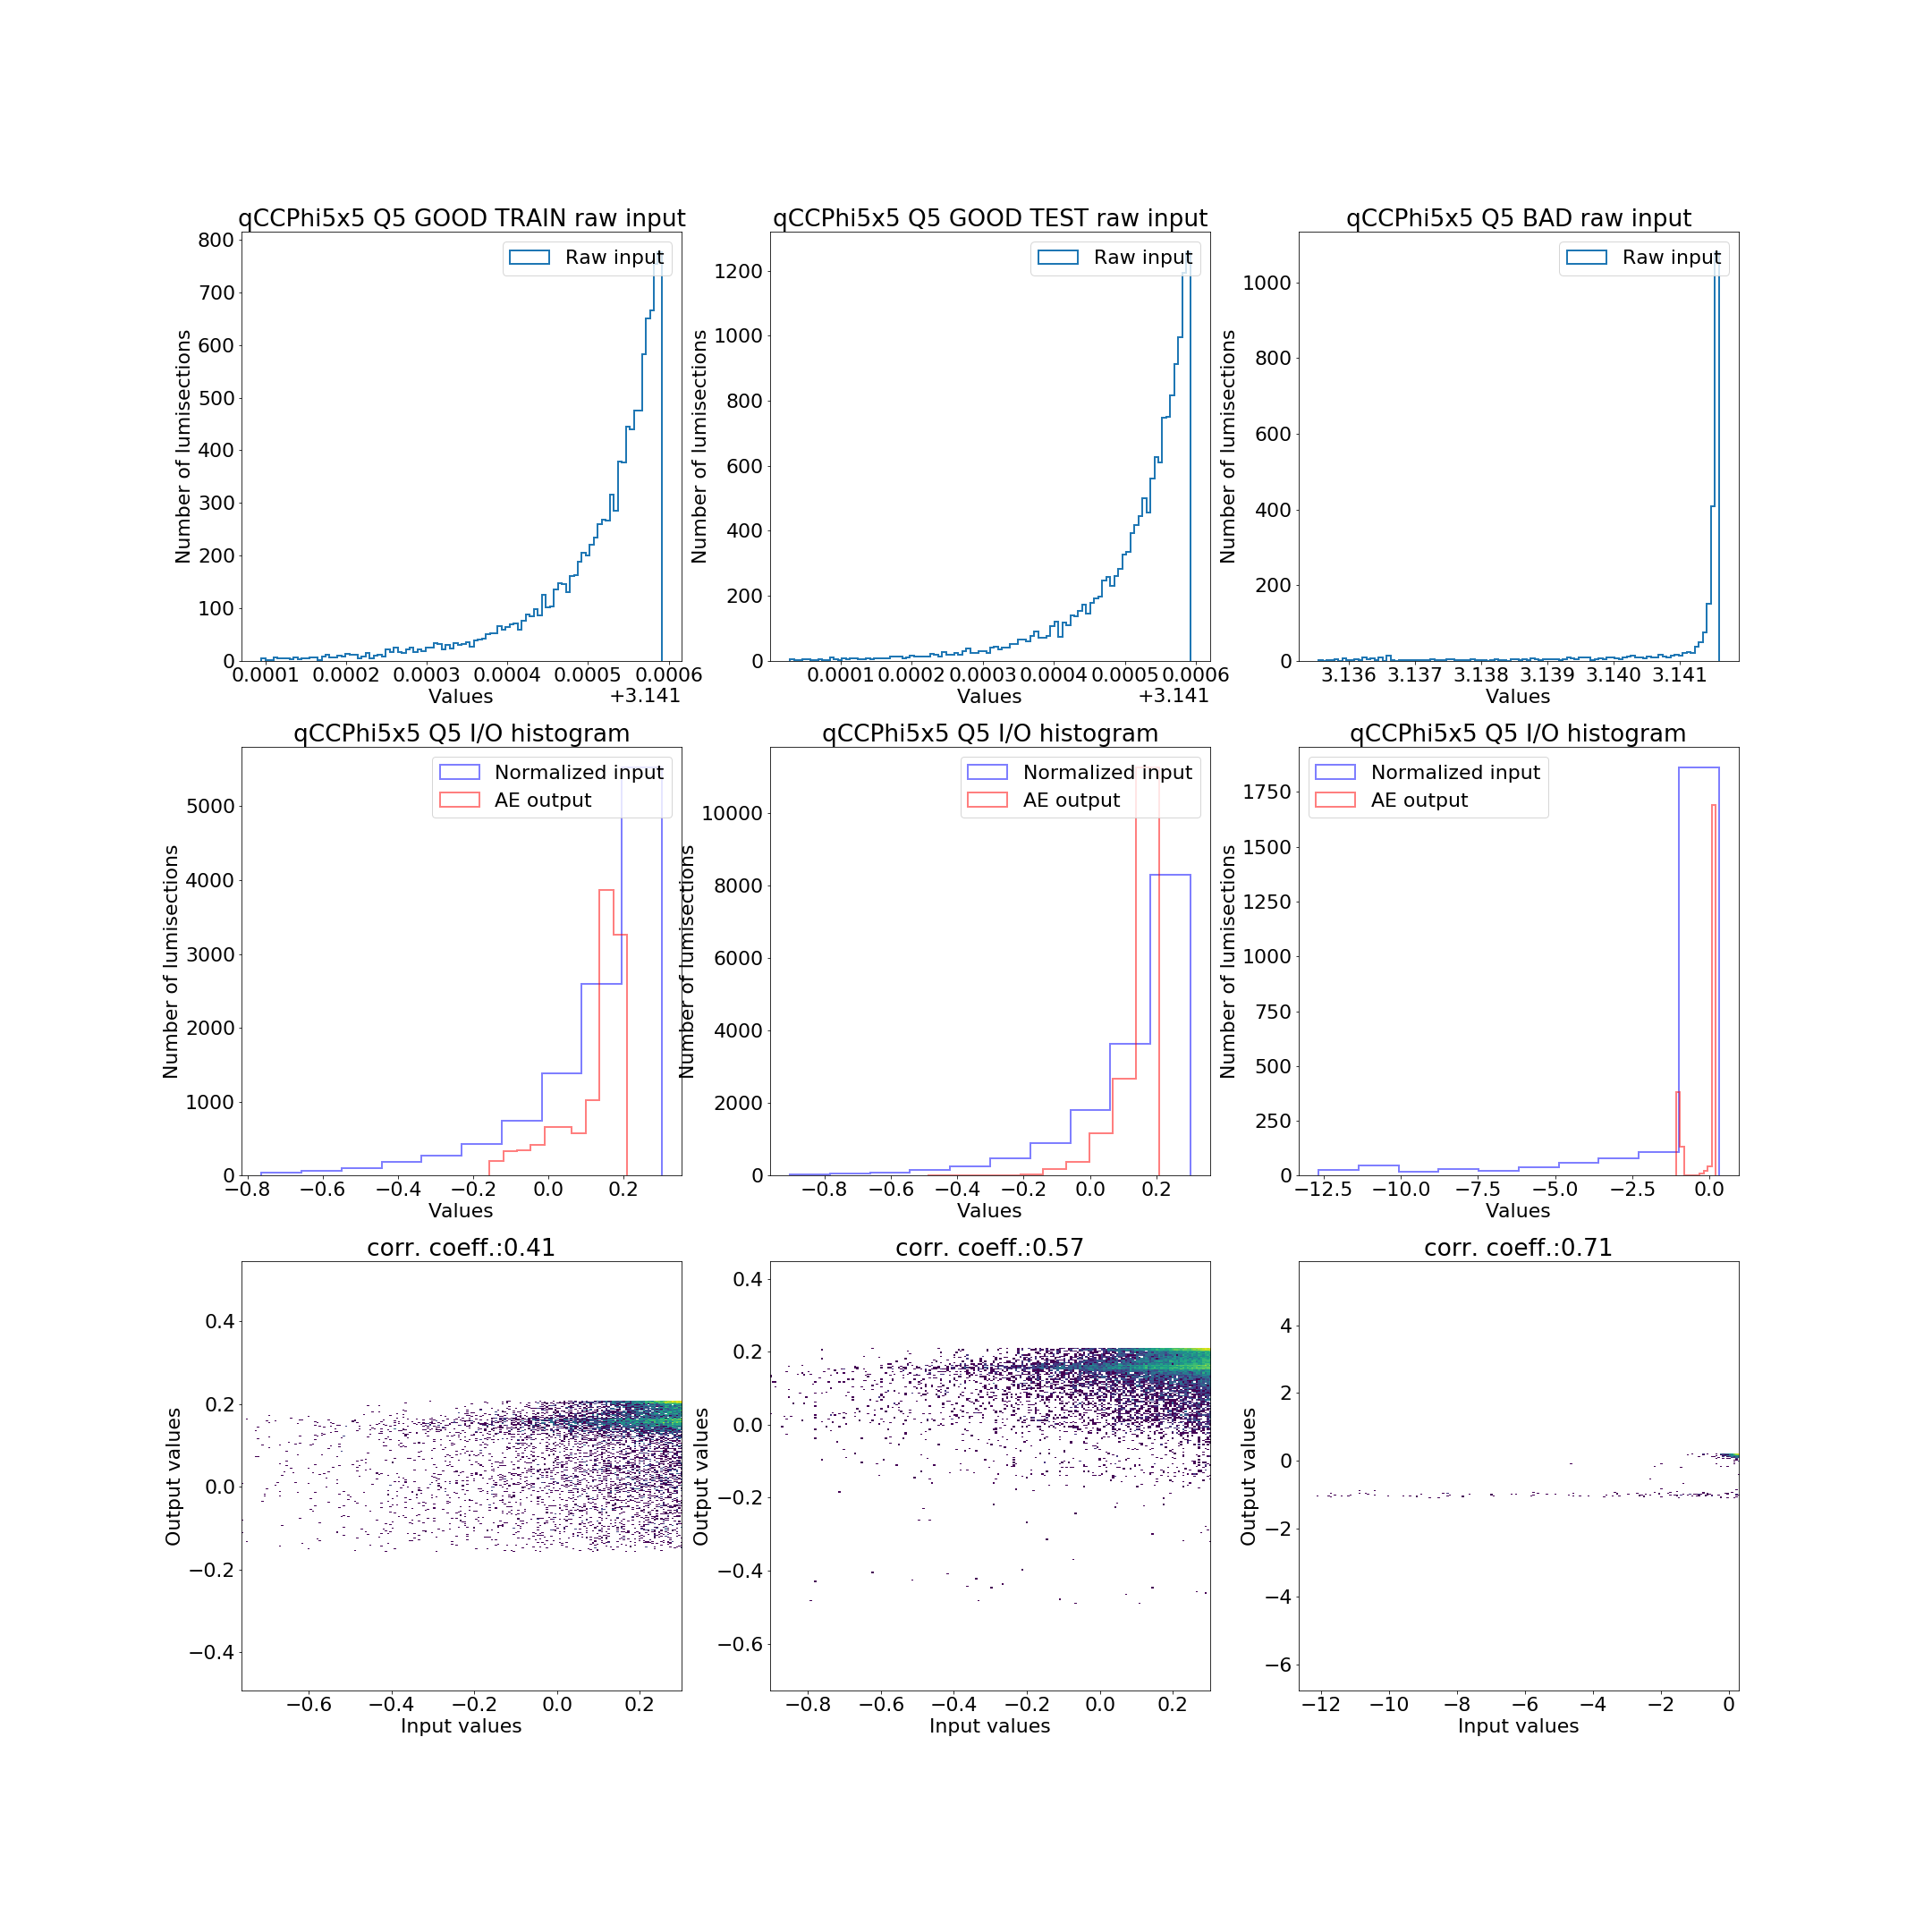 qCCPhi5x5 Q5 GOOD TRAIN raw input
qCCPhi5x5 Q5 GOOD TEST raw input
qCCPhi5x5 Q5 BAD raw input
Raw input
Raw input
Raw input
Number of lumisections
800
700
600
500
400
300
200
100
0
0.0001 0.0002 0.0003 0.0004 0.0005 0.0006
Values
+3.141
Number of lumisections
1200
1000
800
600
400
200
0
0.0001 0.0002 0.0003 0.0004 0.0005 0.0006
Values
+3.141
Number of lumisections
1000
800
600
400
200
0
3.136 3.137 3.138 3.139 3.140 3.141
Values
qCCPhi5x5 Q5 I/O histogram
qCCPhi5x5 Q5 I/O histogram
qCCPhi5x5 Q5 I/O histogram
Normalized input
AE output
Normalized input
AE output
Normalized input
AE output
Number of lumisections
5000
4000
3000
2000
1000
0
−0.8 −0.6 −0.4 −0.2 0.0 0.2
Values
Number of lumisections
10000
8000
6000
4000
2000
0
−0.8 −0.6 −0.4 −0.2 0.0 0.2
Values
Number of lumisections
1750
1500
1250
1000
750
500
250
0
−12.5 −10.0 −7.5 −5.0 −2.5 0.0
Values
corr. coeff.:0.41
corr. coeff.:0.57
corr. coeff.:0.71
Output values
0.4
0.2
0.0
−0.2
−0.4
−0.6 −0.4 −0.2 0.0 0.2
Input values
Output values
0.4
0.2
0.0
−0.2
−0.4
−0.6
−0.8 −0.6 −0.4 −0.2 0.0 0.2
Input values
Output values
4
2
0
−2
−4
−6
−12 −10 −8 −6 −4 −2 0
Input values